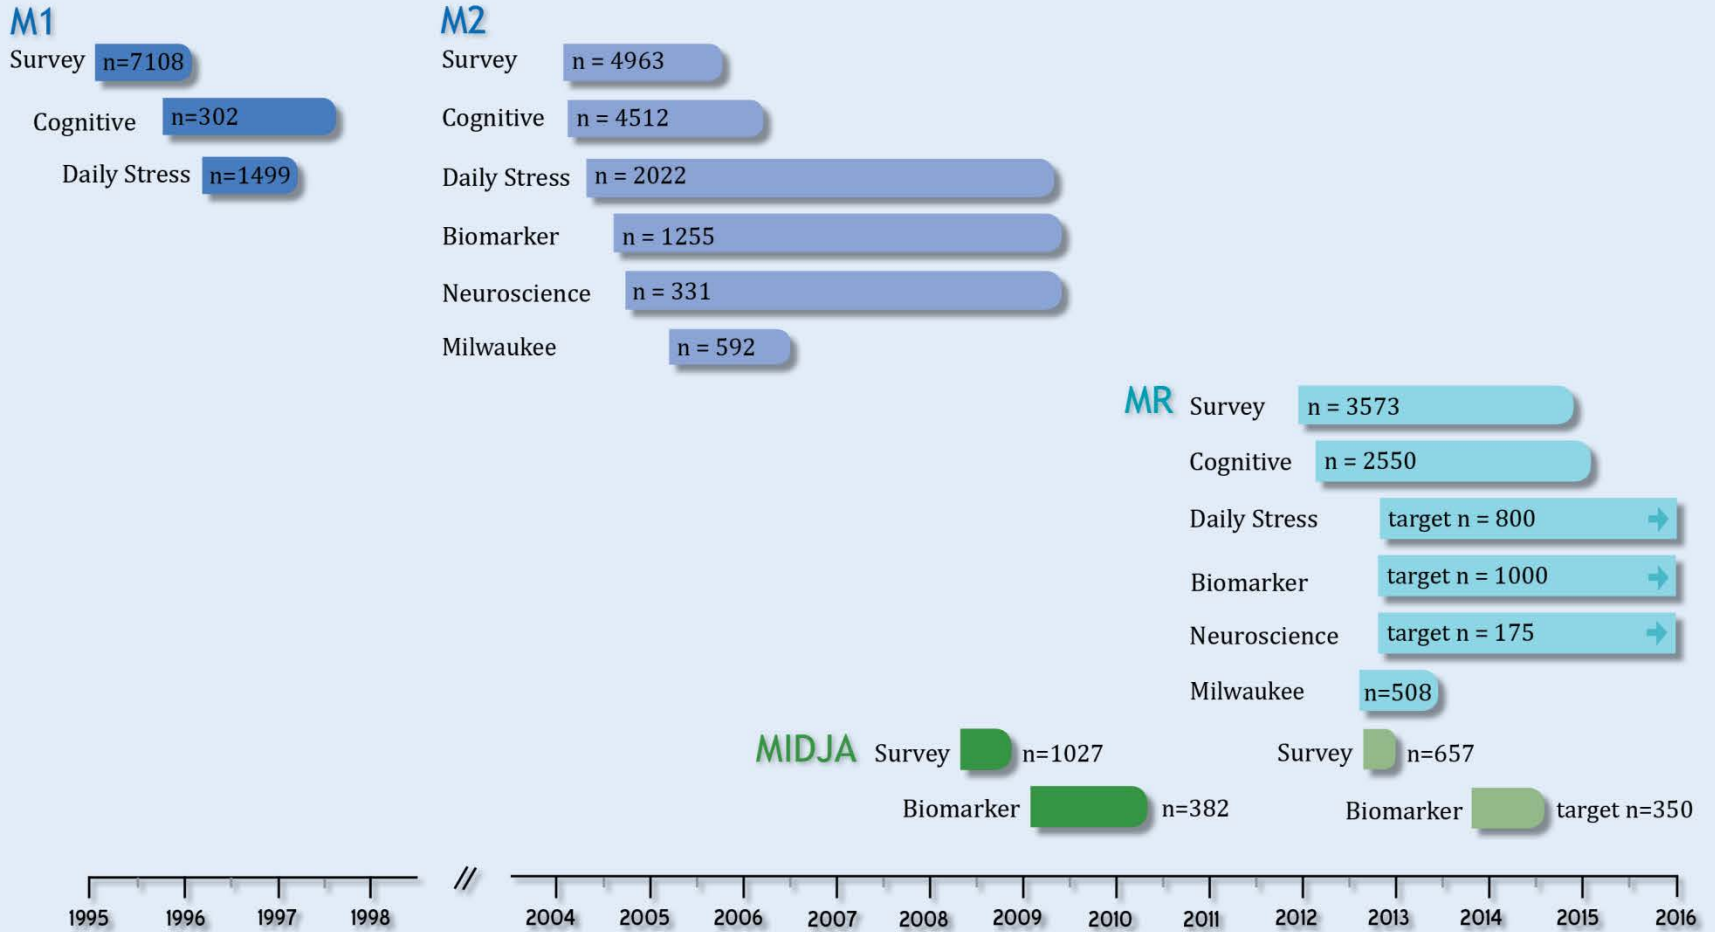 M1
Survey n=7108
Cognitive n=302
Daily Stress n=1499
M2
Survey n = 4963
Cognitive n = 4512
Daily Stress n = 2022
Biomarker n = 1255
Neuroscience n = 331
Milwaukee n = 592
MR Survey n = 3573
Cognitive n = 2550
Daily Stress target n = 800
Biomarker target n = 1000
Neuroscience target n = 175
Milwaukee n=508
MIDJA Survey n=1027 Survey n=657
Biomarker n=382 Biomarker target n=350
//
1995 1996 1997 1998 2004 2005 2006 2007 2008 2009 2010 2011 2012 2013 2014 2015 2016